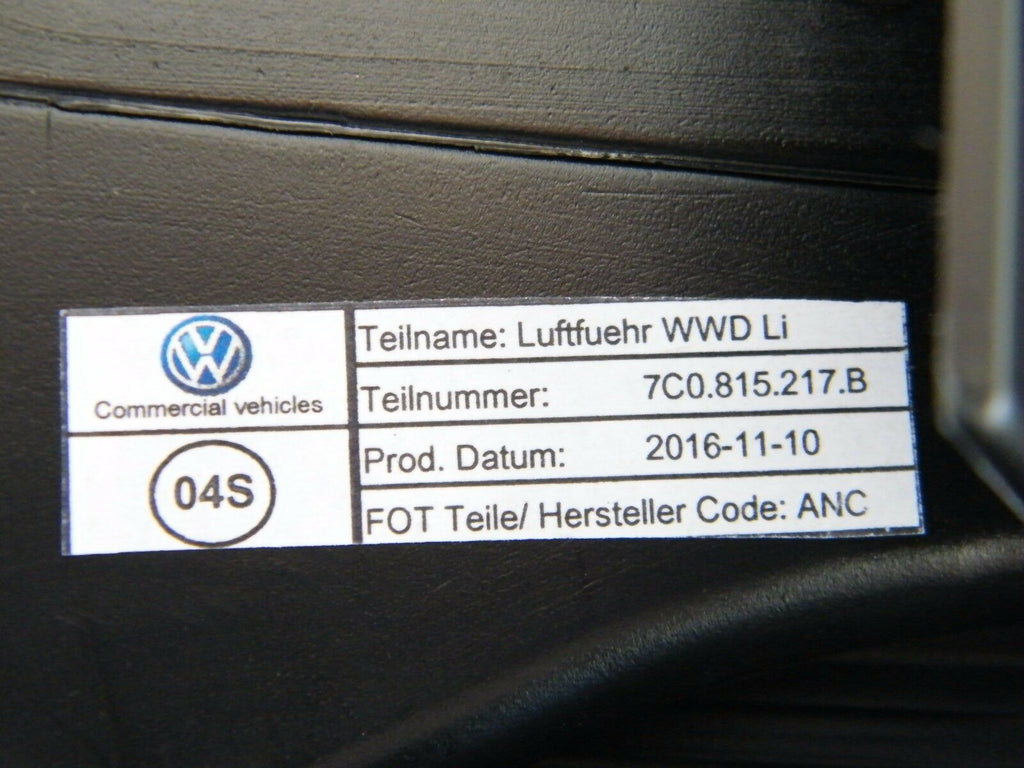 Commercial vehicles
04S
Teilname: Luftfuehr WWD Li
Teilnummer: 7C0.815.217.B
Prod. Datum: 2016-11-10
FOT Teile/ Hersteller Code: ANC